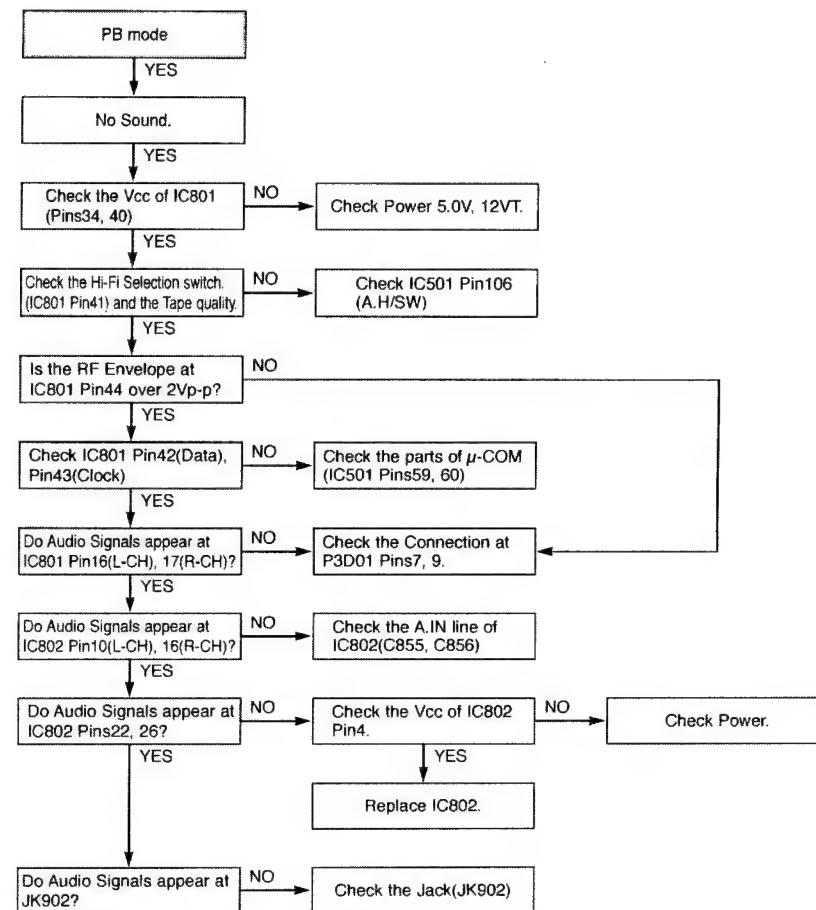 PB mode
YES
No Sound.
YES
Check the Vcc of IC801
(Pins34, 40)
NO
Check Power 5.0V, 12VT.
YES
Check the Hi-Fi Selection switch.
(IC801 Pin41) and the Tape quality.
NO
Check IC501 Pin106
(A.H/SW)
YES
Is the RF Envelope at
IC801 Pin44 over 2Vp-p?
NO
YES
Check IC801 Pin42(Data),
Pin43(Clock)
NO
Check the parts of μ-COM
(IC501 Pins59, 60)
YES
Do Audio Signals appear at
IC801 Pin16(L-CH), 17(R-CH)?
NO
Check the Connection at
P3D01 Pins7, 9.
YES
Do Audio Signals appear at
IC802 Pin10(L-CH), 16(R-CH)?
NO
Check the A.IN line of
IC802(C855, C856)
YES
Do Audio Signals appear at
IC802 Pins22, 26?
NO
Check the Vcc of IC802
Pin4.
NO
Check Power.
YES
YES
Replace IC802.
Do Audio Signals appear at
JK902?
NO
Check the Jack(JK902)